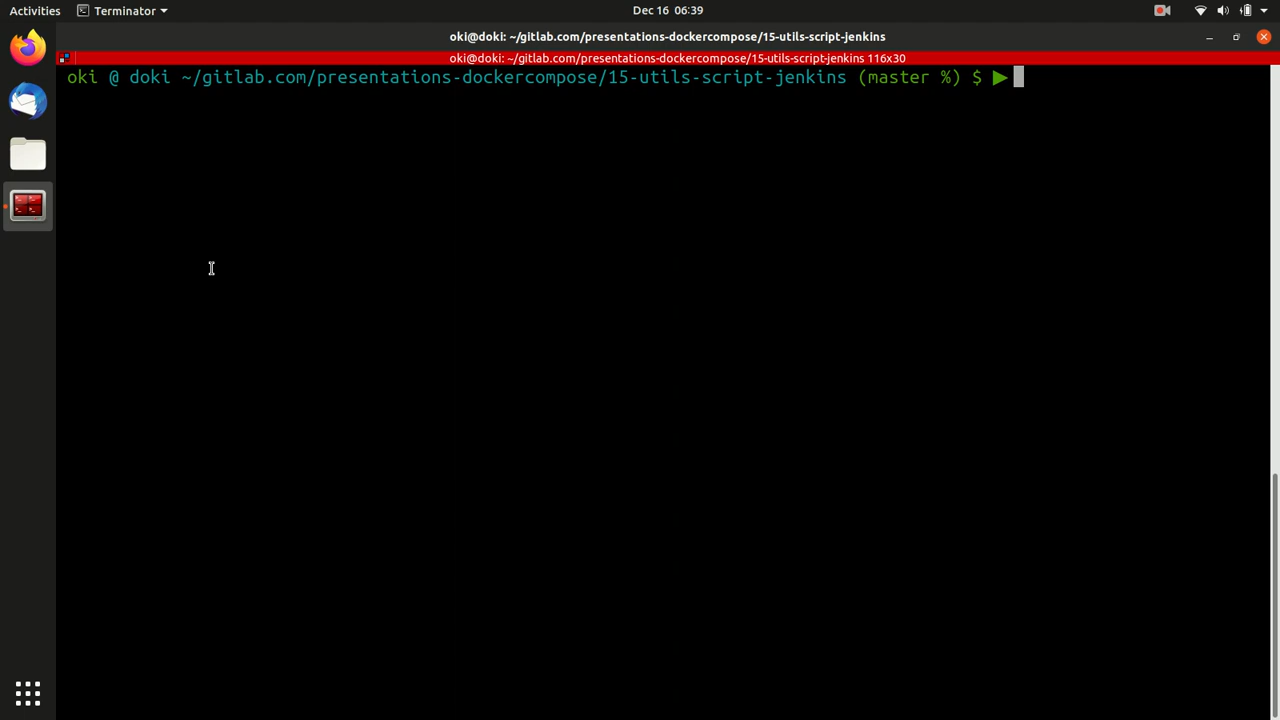 Activities Terminator Dec 16 06:39
oki@doki: ~/gitlab.com/presentations-dockercompose/15-utils-script-jenkins
oki@doki: ~/gitlab.com/presentations-dockercompose/15-utils-script-jenkins 116x30
oki @ doki ~/gitlab.com/presentations-dockercompose/15-utils-script-jenkins (master %) $ ▶